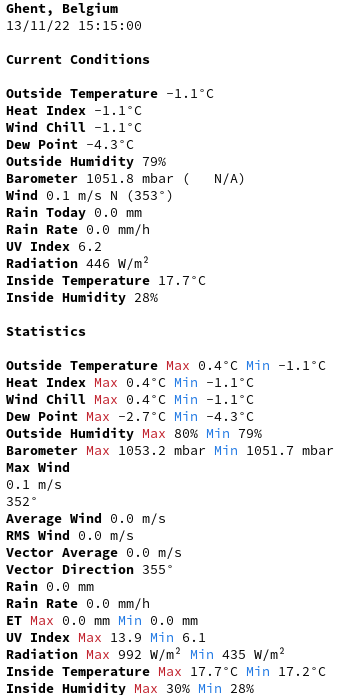 Ghent, Belgium
13/11/22 15:15:00
Current Conditions
Outside Temperature -1.1°C
Heat Index -1.1°C
Wind Chill -1.1°C
Dew Point -4.3°C
Outside Humidity 79%
Barometer 1051.8 mbar (   N/A)
Wind 0.1 m/s N (353°)
Rain Today 0.0 mm
Rain Rate 0.0 mm/h
UV Index 6.2
Radiation 446 W/m²
Inside Temperature 17.7°C
Inside Humidity 28%
Statistics
Outside Temperature Max 0.4°C Min -1.1°C
Heat Index Max 0.4°C Min -1.1°C
Wind Chill Max 0.4°C Min -1.1°C
Dew Point Max -2.7°C Min -4.3°C
Outside Humidity Max 80% Min 79%
Barometer Max 1053.2 mbar Min 1051.7 mbar
Max Wind
0.1 m/s
352°
Average Wind 0.0 m/s
RMS Wind 0.0 m/s
Vector Average 0.0 m/s
Vector Direction 355°
Rain 0.0 mm
Rain Rate 0.0 mm/h
ET Max 0.0 mm Min 0.0 mm
UV Index Max 13.9 Min 6.1
Radiation Max 992 W/m² Min 435 W/m²
Inside Temperature Max 17.7°C Min 17.2°C
Inside Humidity Max 30% Min 28%